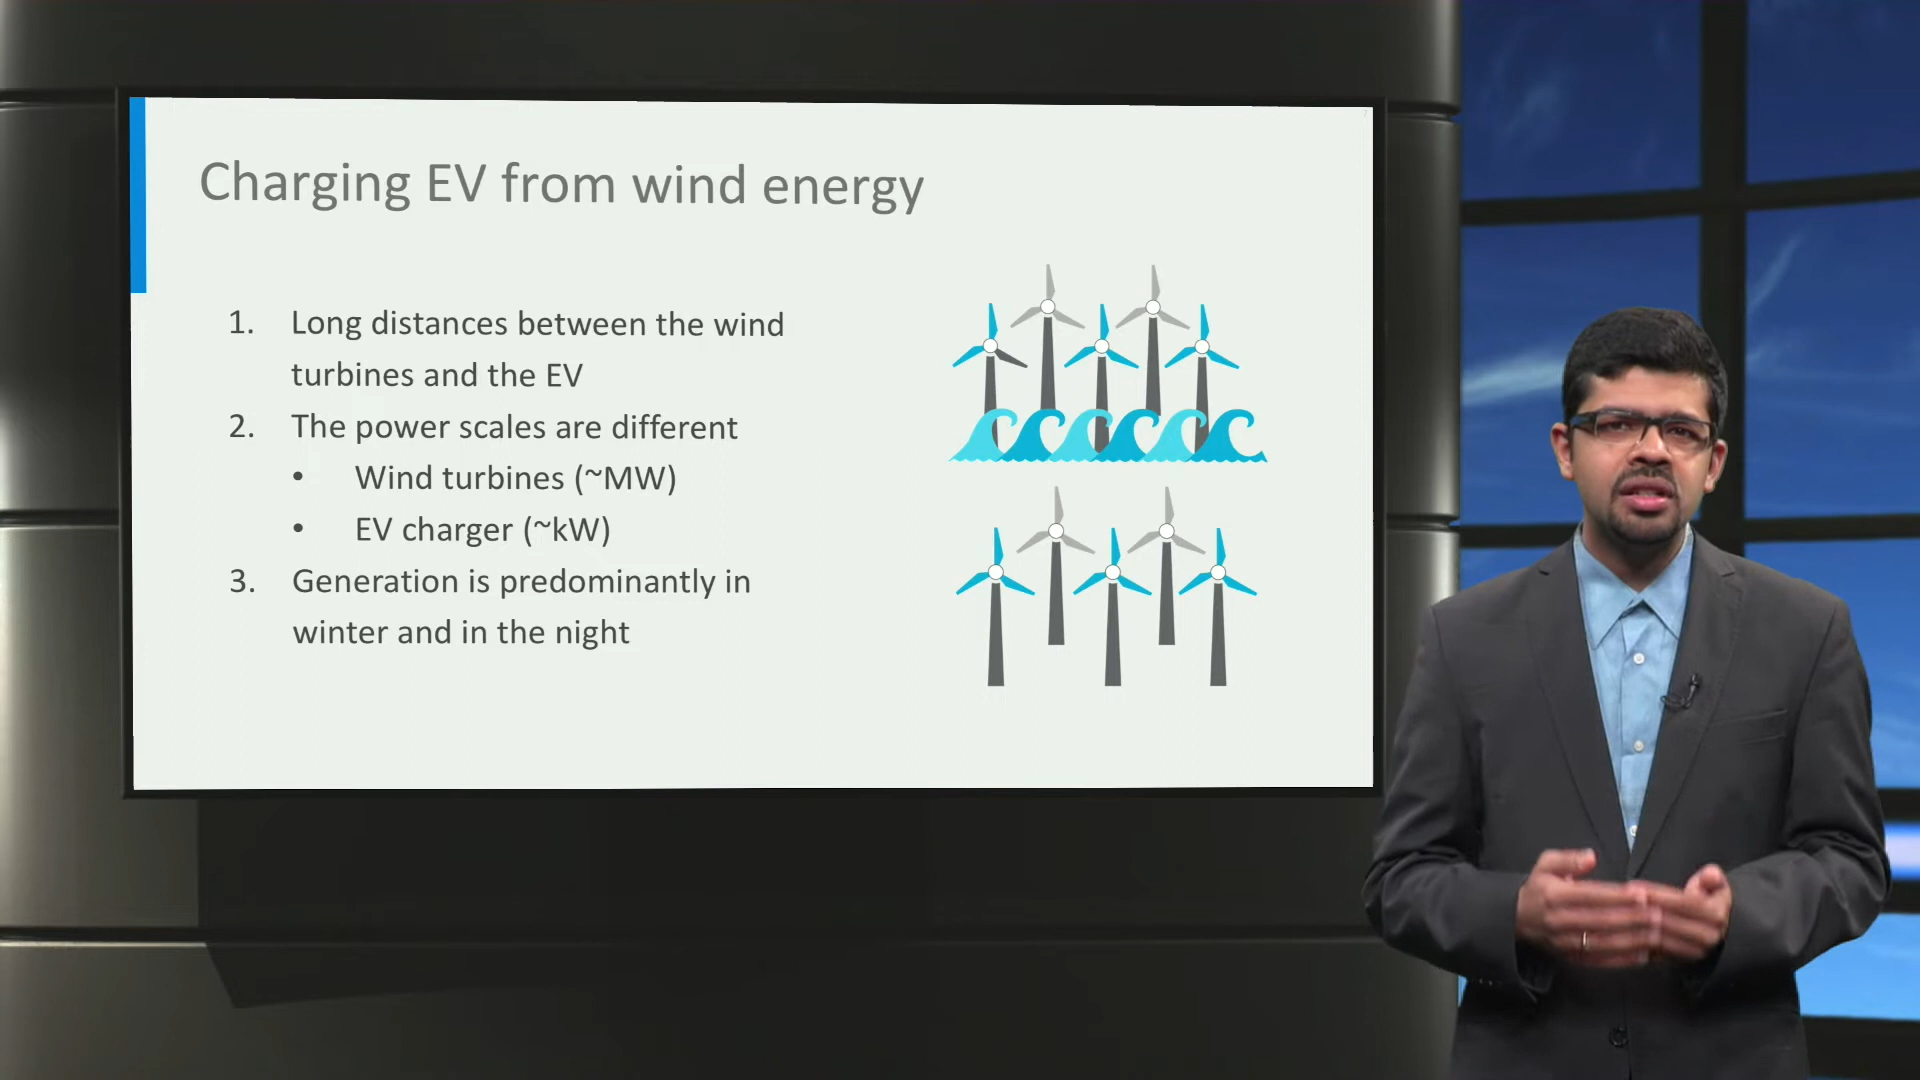 Charging EV from wind energy
1. Long distances between the wind
turbines and the EV
2. The power scales are different
• Wind turbines (~MW)
• EV charger (~kW)
3. Generation is predominantly in
winter and in the night